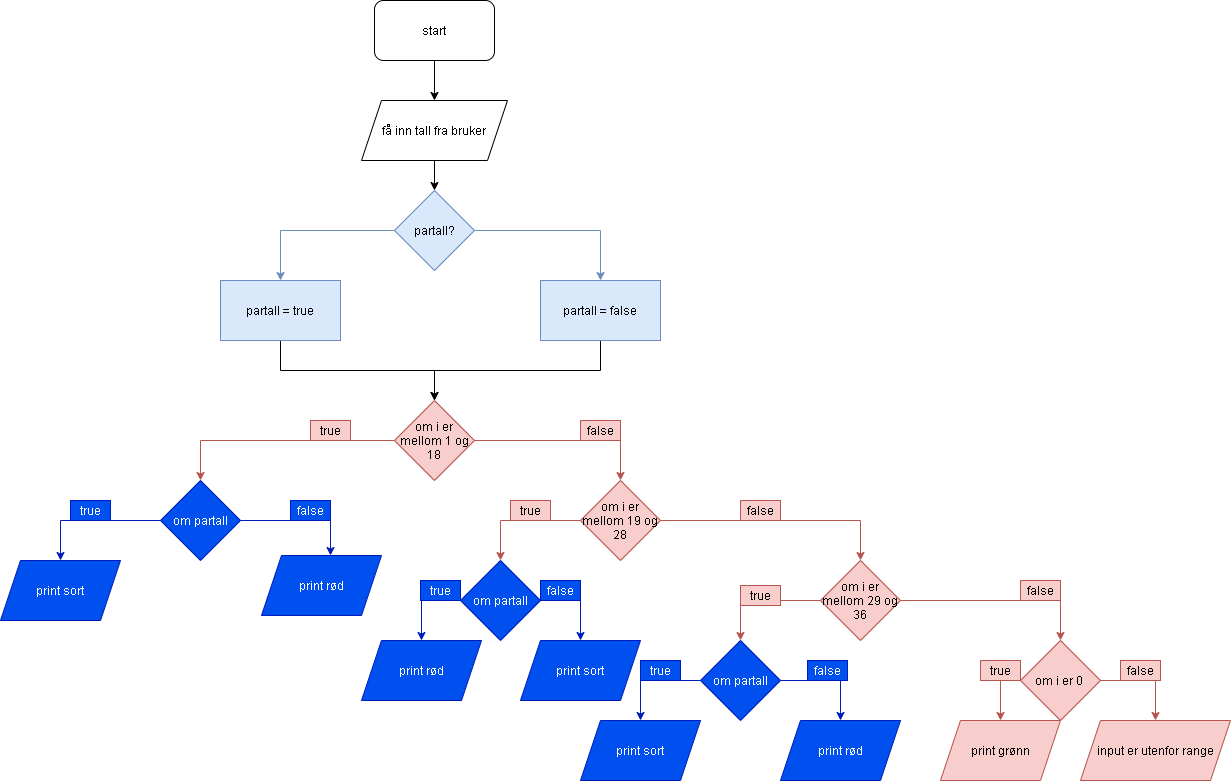 start
få inn tall fra bruker
partall?
partall = true
partall = false
om i er
mellom 1 og
18
true
false
om partall
true
false
print sort
print rød
om i er
mellom 19 og
28
true
false
om partall
true
false
print rød
print sort
om i er
mellom 29 og
36
true
false
om partall
true
false
print sort
print rød
om i er 0
true
false
print grønn
input er utenfor range